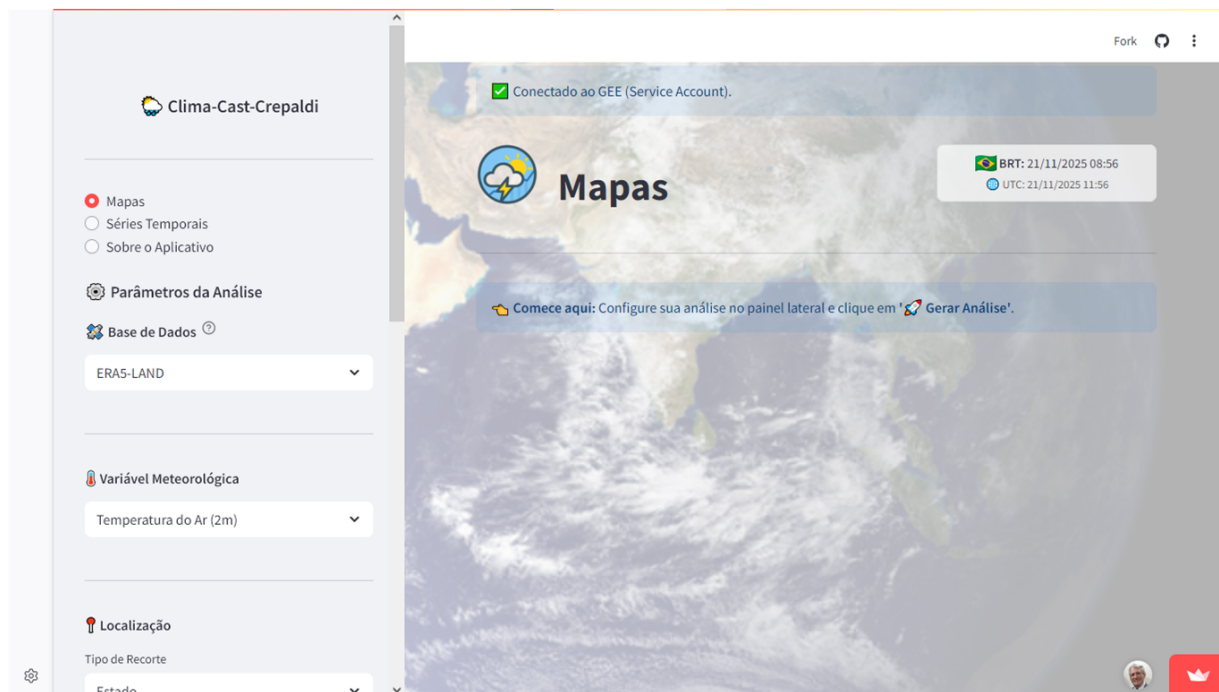 Fork
Clima-Cast-Crepaldi
Mapas
Séries Temporais
Sobre o Aplicativo
Parâmetros da Análise
Base de Dados
ERA5-LAND
Variável Meteorológica
Temperatura do Ar (2m)
Localização
Tipo de Recorte
Estado
Conectado ao GEE (Service Account).
Mapas
BRT: 21/11/2025 08:56
UTC: 21/11/2025 11:56
Comece aqui: Configure sua análise no painel lateral e clique em '🚀 Gerar Análise'.